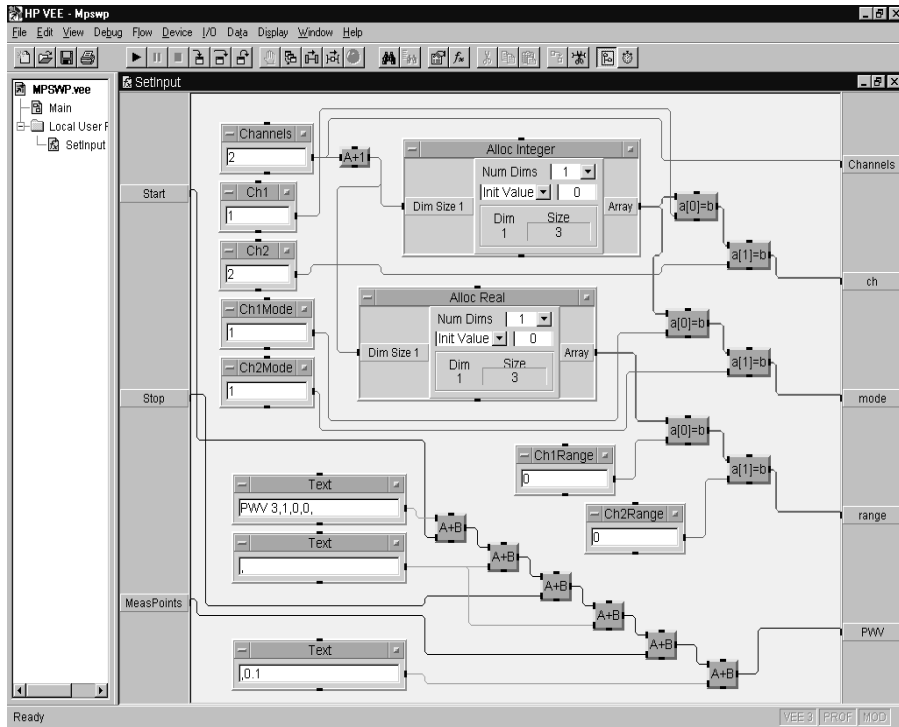 HP VEE - Mpswp
File Edit View Debug Flow Device I/O Data Display Window Help
MPSWP.vee
Main
Local User F
SetInput
SetInput
Start
Stop
MeasPoints
Channels
2
Ch1
1
Ch2
2
Ch1Mode
1
Ch2Mode
1
A+1
Alloc Integer
Num Dims 1
Init Value 0
Dim Size 1
Dim Size
1 3
Array
Alloc Real
Num Dims 1
Init Value 0
Dim Size 1
Dim Size
1 3
Array
a[0]=b
a[1]=b
a[0]=b
a[1]=b
a[0]=b
a[1]=b
Ch1Range
0
Ch2Range
0
Text
PWV 3,1,0,0,
Text
,
Text
,0.1
A+B
A+B
A+B
A+B
A+B
A+B
Channels
ch
mode
range
PWV
Ready
VEE 3 PROF MOD